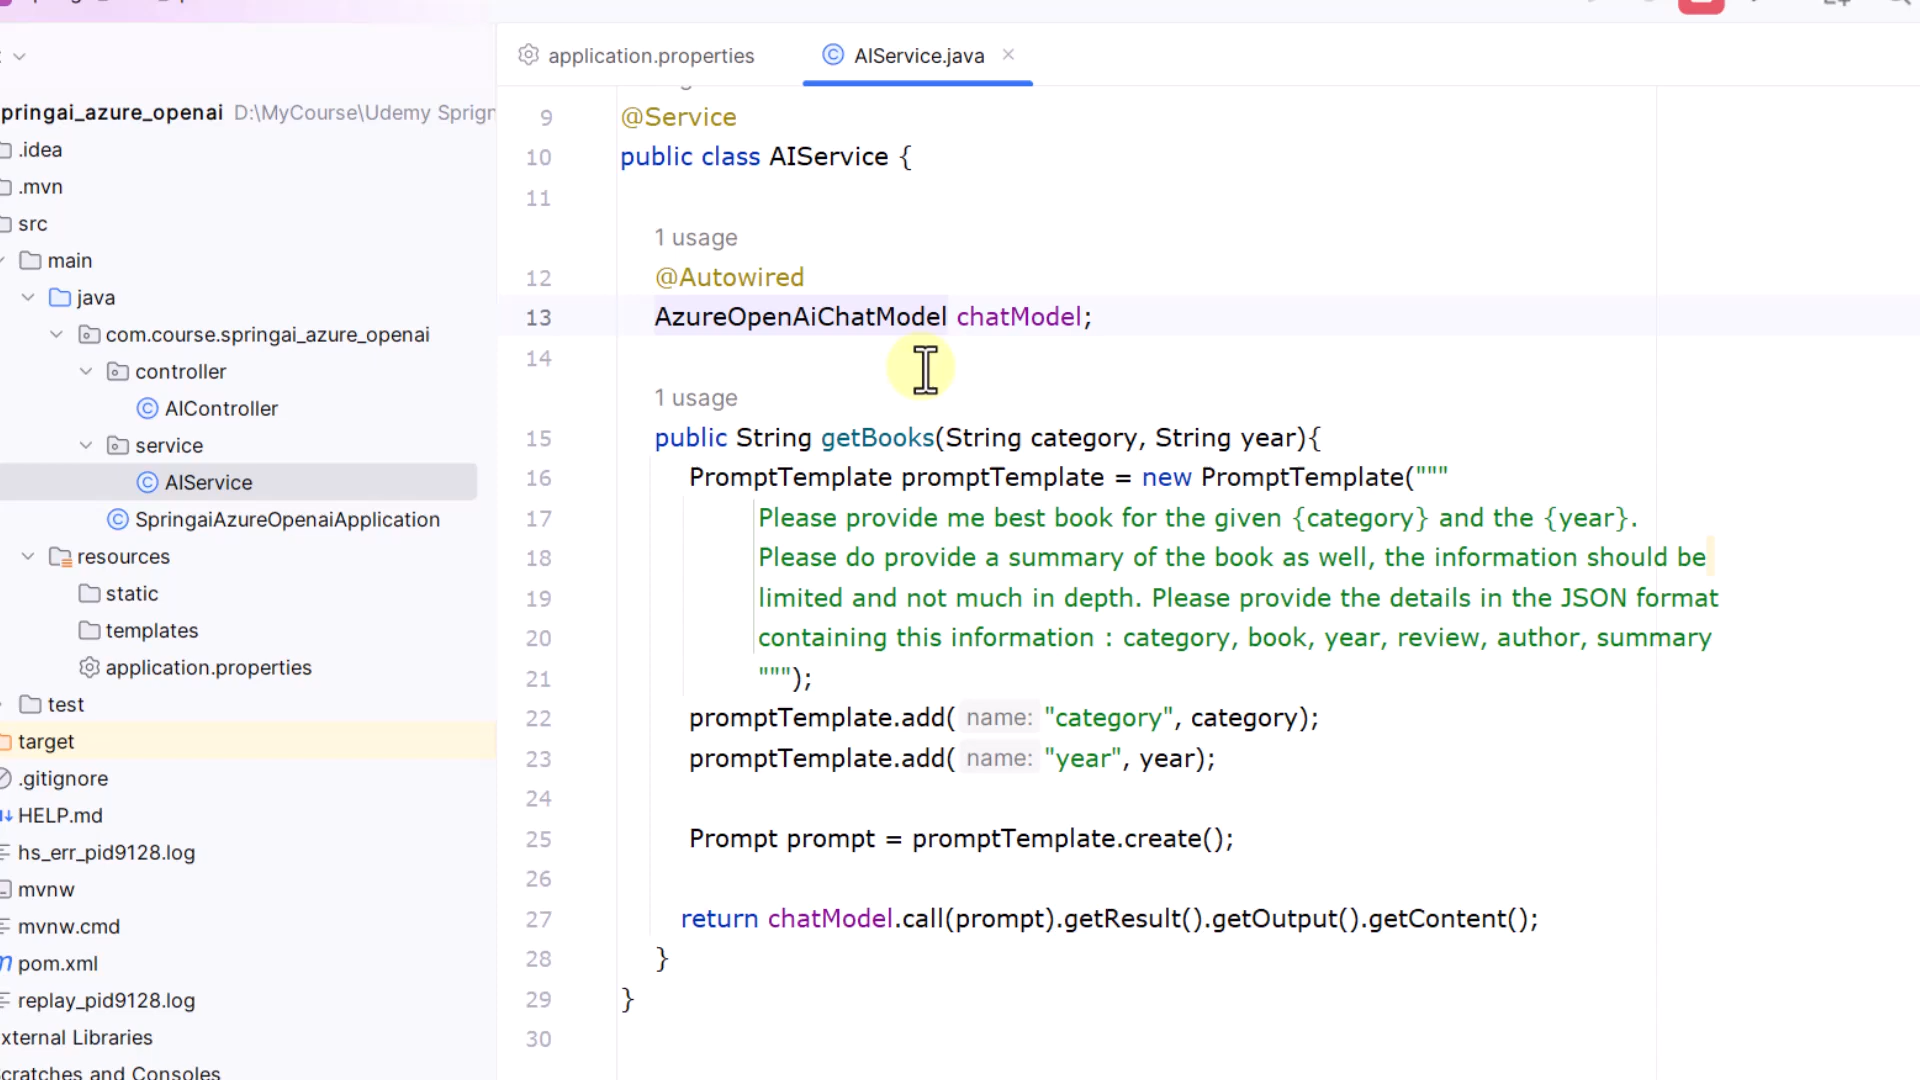 application.properties
AIService.java
pringai_azure_openai D:\MyCourse\Udemy Sprign
.idea
.mvn
src
main
java
com.course.springai_azure_openai
controller
AIController
service
AIService
SpringaiAzureOpenaiApplication
resources
static
templates
application.properties
test
target
.gitignore
HELP.md
hs_err_pid9128.log
mvnw
mvnw.cmd
pom.xml
replay_pid9128.log
xternal Libraries
cratches and Consoles
9 @Service
10 public class AIService {
11
1 usage
12 @Autowired
13 AzureOpenAiChatModel chatModel;
14
1 usage
15 public String getBooks(String category, String year){
16 PromptTemplate promptTemplate = new PromptTemplate("""
17 Please provide me best book for the given {category} and the {year}.
18 Please do provide a summary of the book as well, the information should be
19 limited and not much in depth. Please provide the details in the JSON format
20 containing this information : category, book, year, review, author, summary
21 """);
22 promptTemplate.add( name: "category", category);
23 promptTemplate.add( name: "year", year);
24
25 Prompt prompt = promptTemplate.create();
26
27 return chatModel.call(prompt).getResult().getOutput().getContent();
28 }
29 }
30